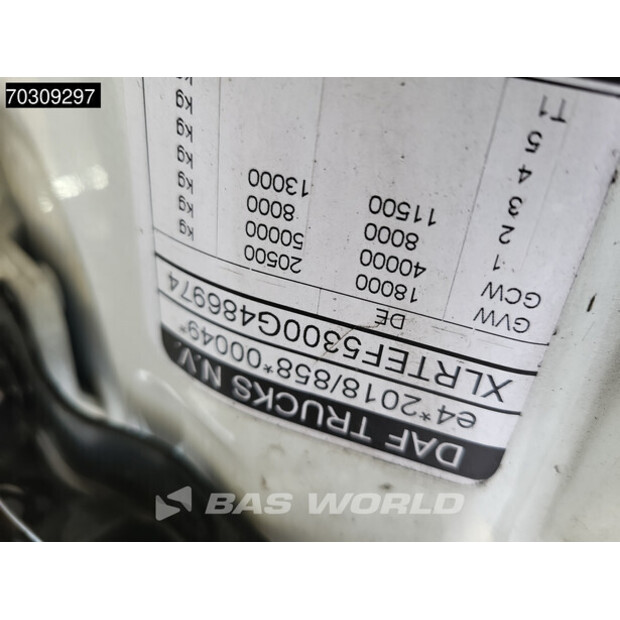 70309297
DAF TRUCKS N.V.
e4*2018/858*00049*
XLRTEF5300G486974
DE
GVW 18000 20500 kg
GCW 40000 50000 kg
1 8000 8000 kg
2 11500 13000 kg
3 kg
4 kg
5 kg
T1
BAS WORLD